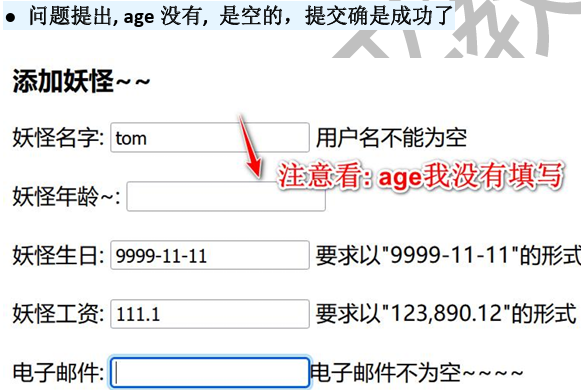 ● 问题提出, age 没有, 是空的，提交确是成功了
添加妖怪~~
妖怪名字: tom 用户名不能为空
注意看: age我没有填写
妖怪年龄~:
妖怪生日: 9999-11-11 要求以"9999-11-11"的形式
妖怪工资: 111.1 要求以"123,890.12"的形式
电子邮件: 电子邮件不为空~~~~